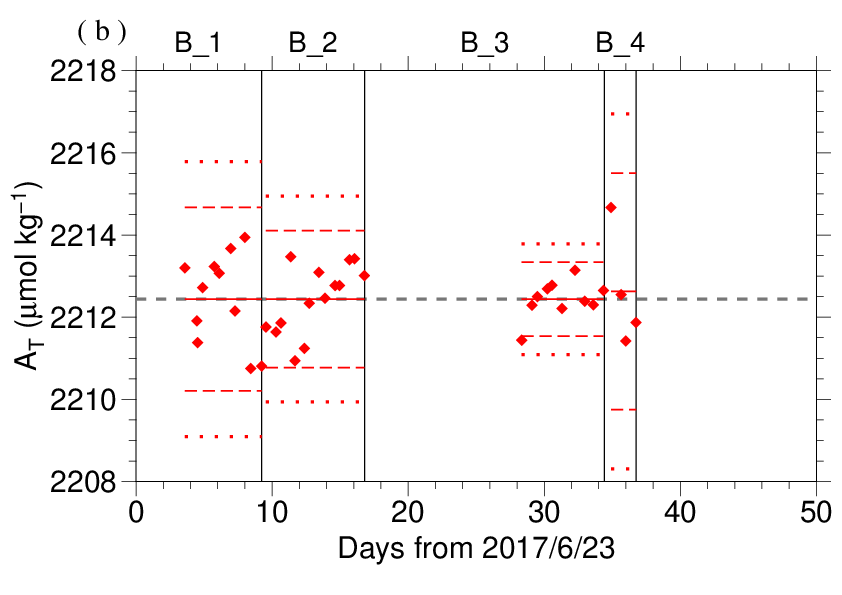 ( b )
B_1 B_2 B_3 B_4
2218
2216
2214
2212
2210
2208
A_T (μmol kg⁻¹)
0 10 20 30 40 50
Days from 2017/6/23